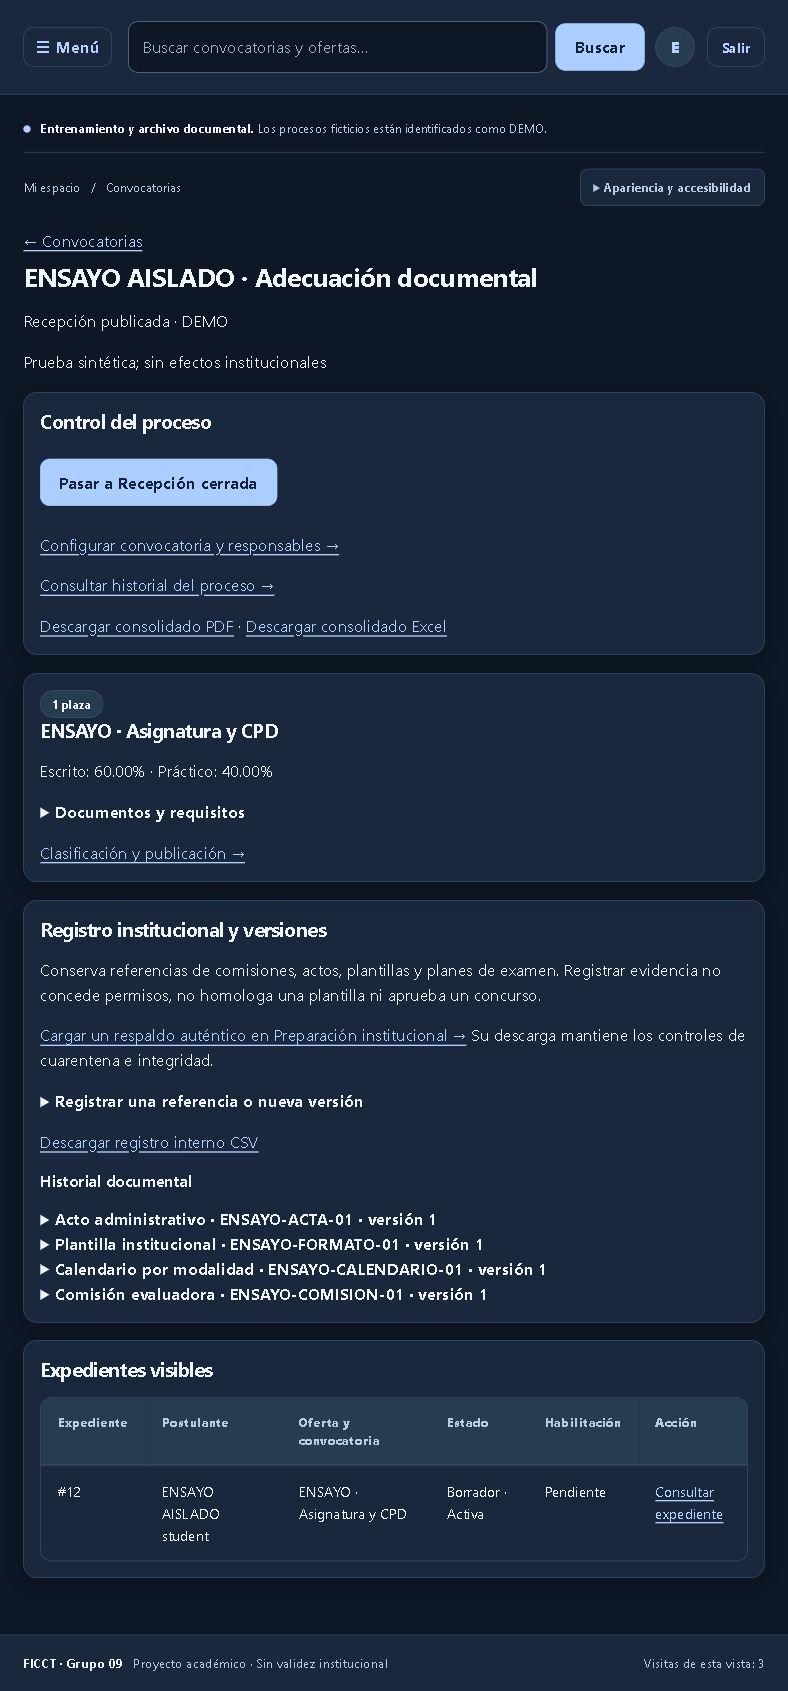 ☰ Menú
Buscar convocatorias y ofertas...
Buscar
E
Salir
Entrenamiento y archivo documental. Los procesos ficticios están identificados como DEMO.
Mi espacio / Convocatorias
▶ Apariencia y accesibilidad
← Convocatorias
ENSAYO AISLADO · Adecuación documental
Recepción publicada · DEMO
Prueba sintética; sin efectos institucionales
Control del proceso
Pasar a Recepción cerrada
Configurar convocatoria y responsables →
Consultar historial del proceso →
Descargar consolidado PDF · Descargar consolidado Excel
1 plaza
ENSAYO · Asignatura y CPD
Escrito: 60.00% · Práctico: 40.00%
▶ Documentos y requisitos
Clasificación y publicación →
Registro institucional y versiones
Conserva referencias de comisiones, actos, plantillas y planes de examen. Registrar evidencia no
concede permisos, no homologa una plantilla ni aprueba un concurso.
Cargar un respaldo auténtico en Preparación institucional → Su descarga mantiene los controles de
cuarentena e integridad.
▶ Registrar una referencia o nueva versión
Descargar registro interno CSV
Historial documental
▶ Acto administrativo · ENSAYO-ACTA-01 · versión 1
▶ Plantilla institucional · ENSAYO-FORMATO-01 · versión 1
▶ Calendario por modalidad · ENSAYO-CALENDARIO-01 · versión 1
▶ Comisión evaluadora · ENSAYO-COMISION-01 · versión 1
Expedientes visibles
Expediente Postulante Oferta y Estado Habilitación Acción
convocatoria
#12 ENSAYO ENSAYO · Borrador · Pendiente Consultar
AISLADO Asignatura y CPD Activa expediente
student
FICCT · Grupo 09 Proyecto académico · Sin validez institucional
Visitas de esta vista: 3